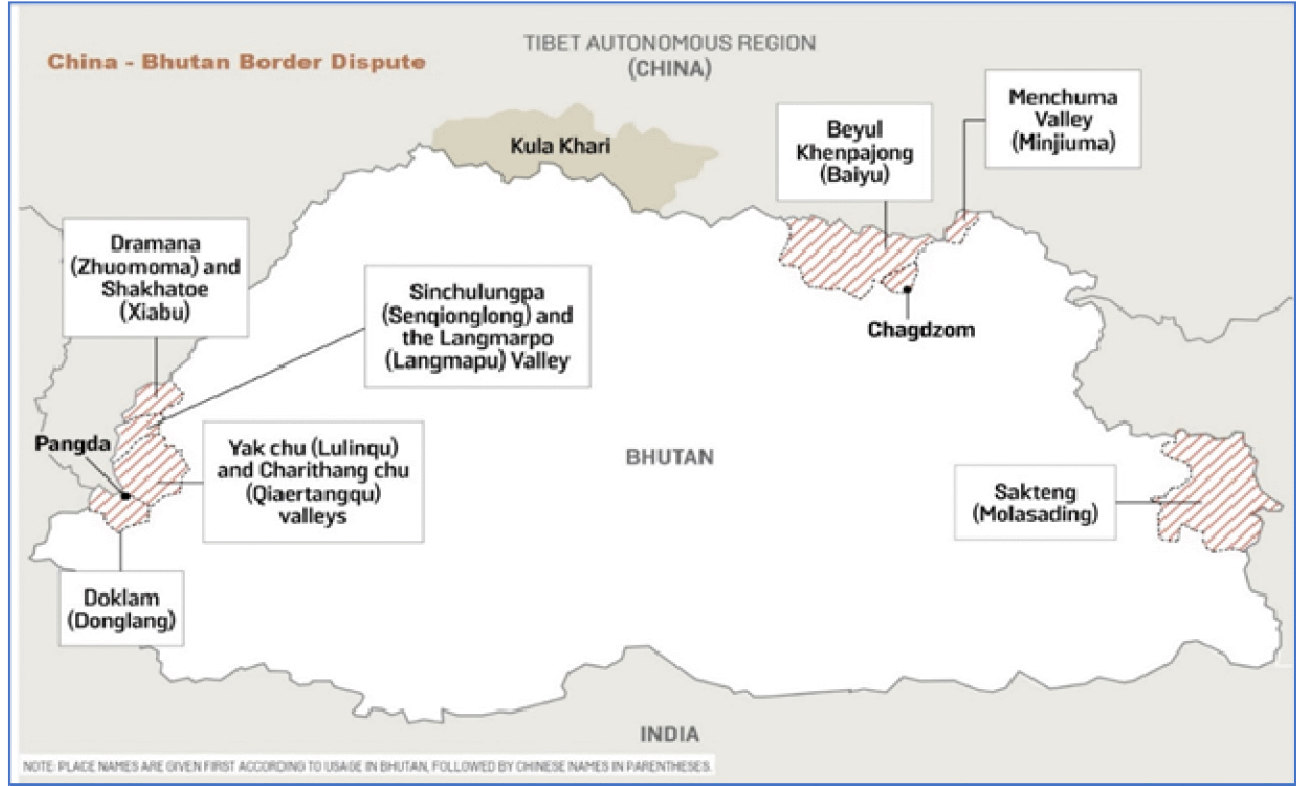 China - Bhutan Border Dispute
TIBET AUTONOMOUS REGION
(CHINA)
Kula Khari
Beyul
Khenpajong
(Baiyu)
Menchuma
Valley
(Minjiuma)
Dramana
(Zhuomoma) and
Shakhatoe
(Xiabu)
Sinchulungpa
(Senqionglong) and
the Langmarpo
(Langmapu) Valley
Chagdzom
Pangda
Yak chu (Lulinqu)
and Charithang chu
(Qiaertangqu)
valleys
BHUTAN
Sakteng
(Molasading)
Doklam
(Donglang)
INDIA
NOTE: PLACE NAMES ARE GIVEN FIRST ACCORDING TO USAGE IN BHUTAN, FOLLOWED BY CHINESE NAMES IN PARENTHESES.